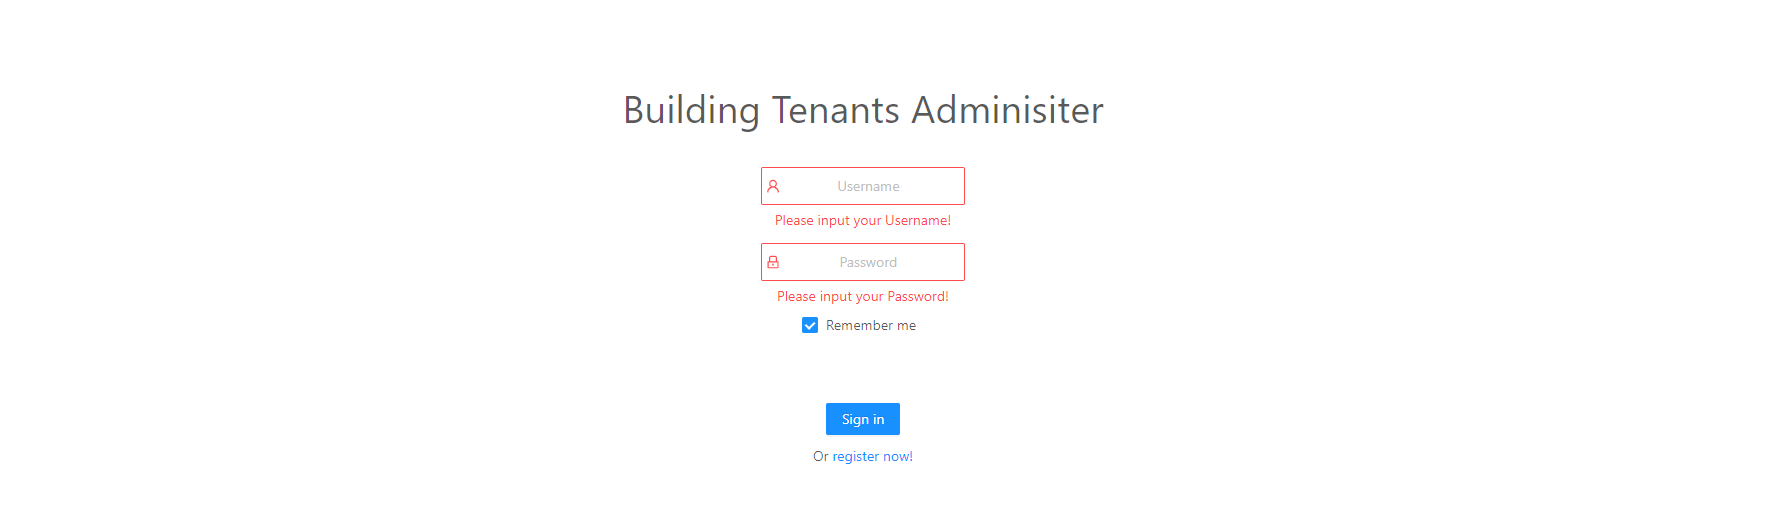 Building Tenants Adminisiter
Username
Please input your Username!
Password
Please input your Password!
Remember me
Sign in
Or register now!